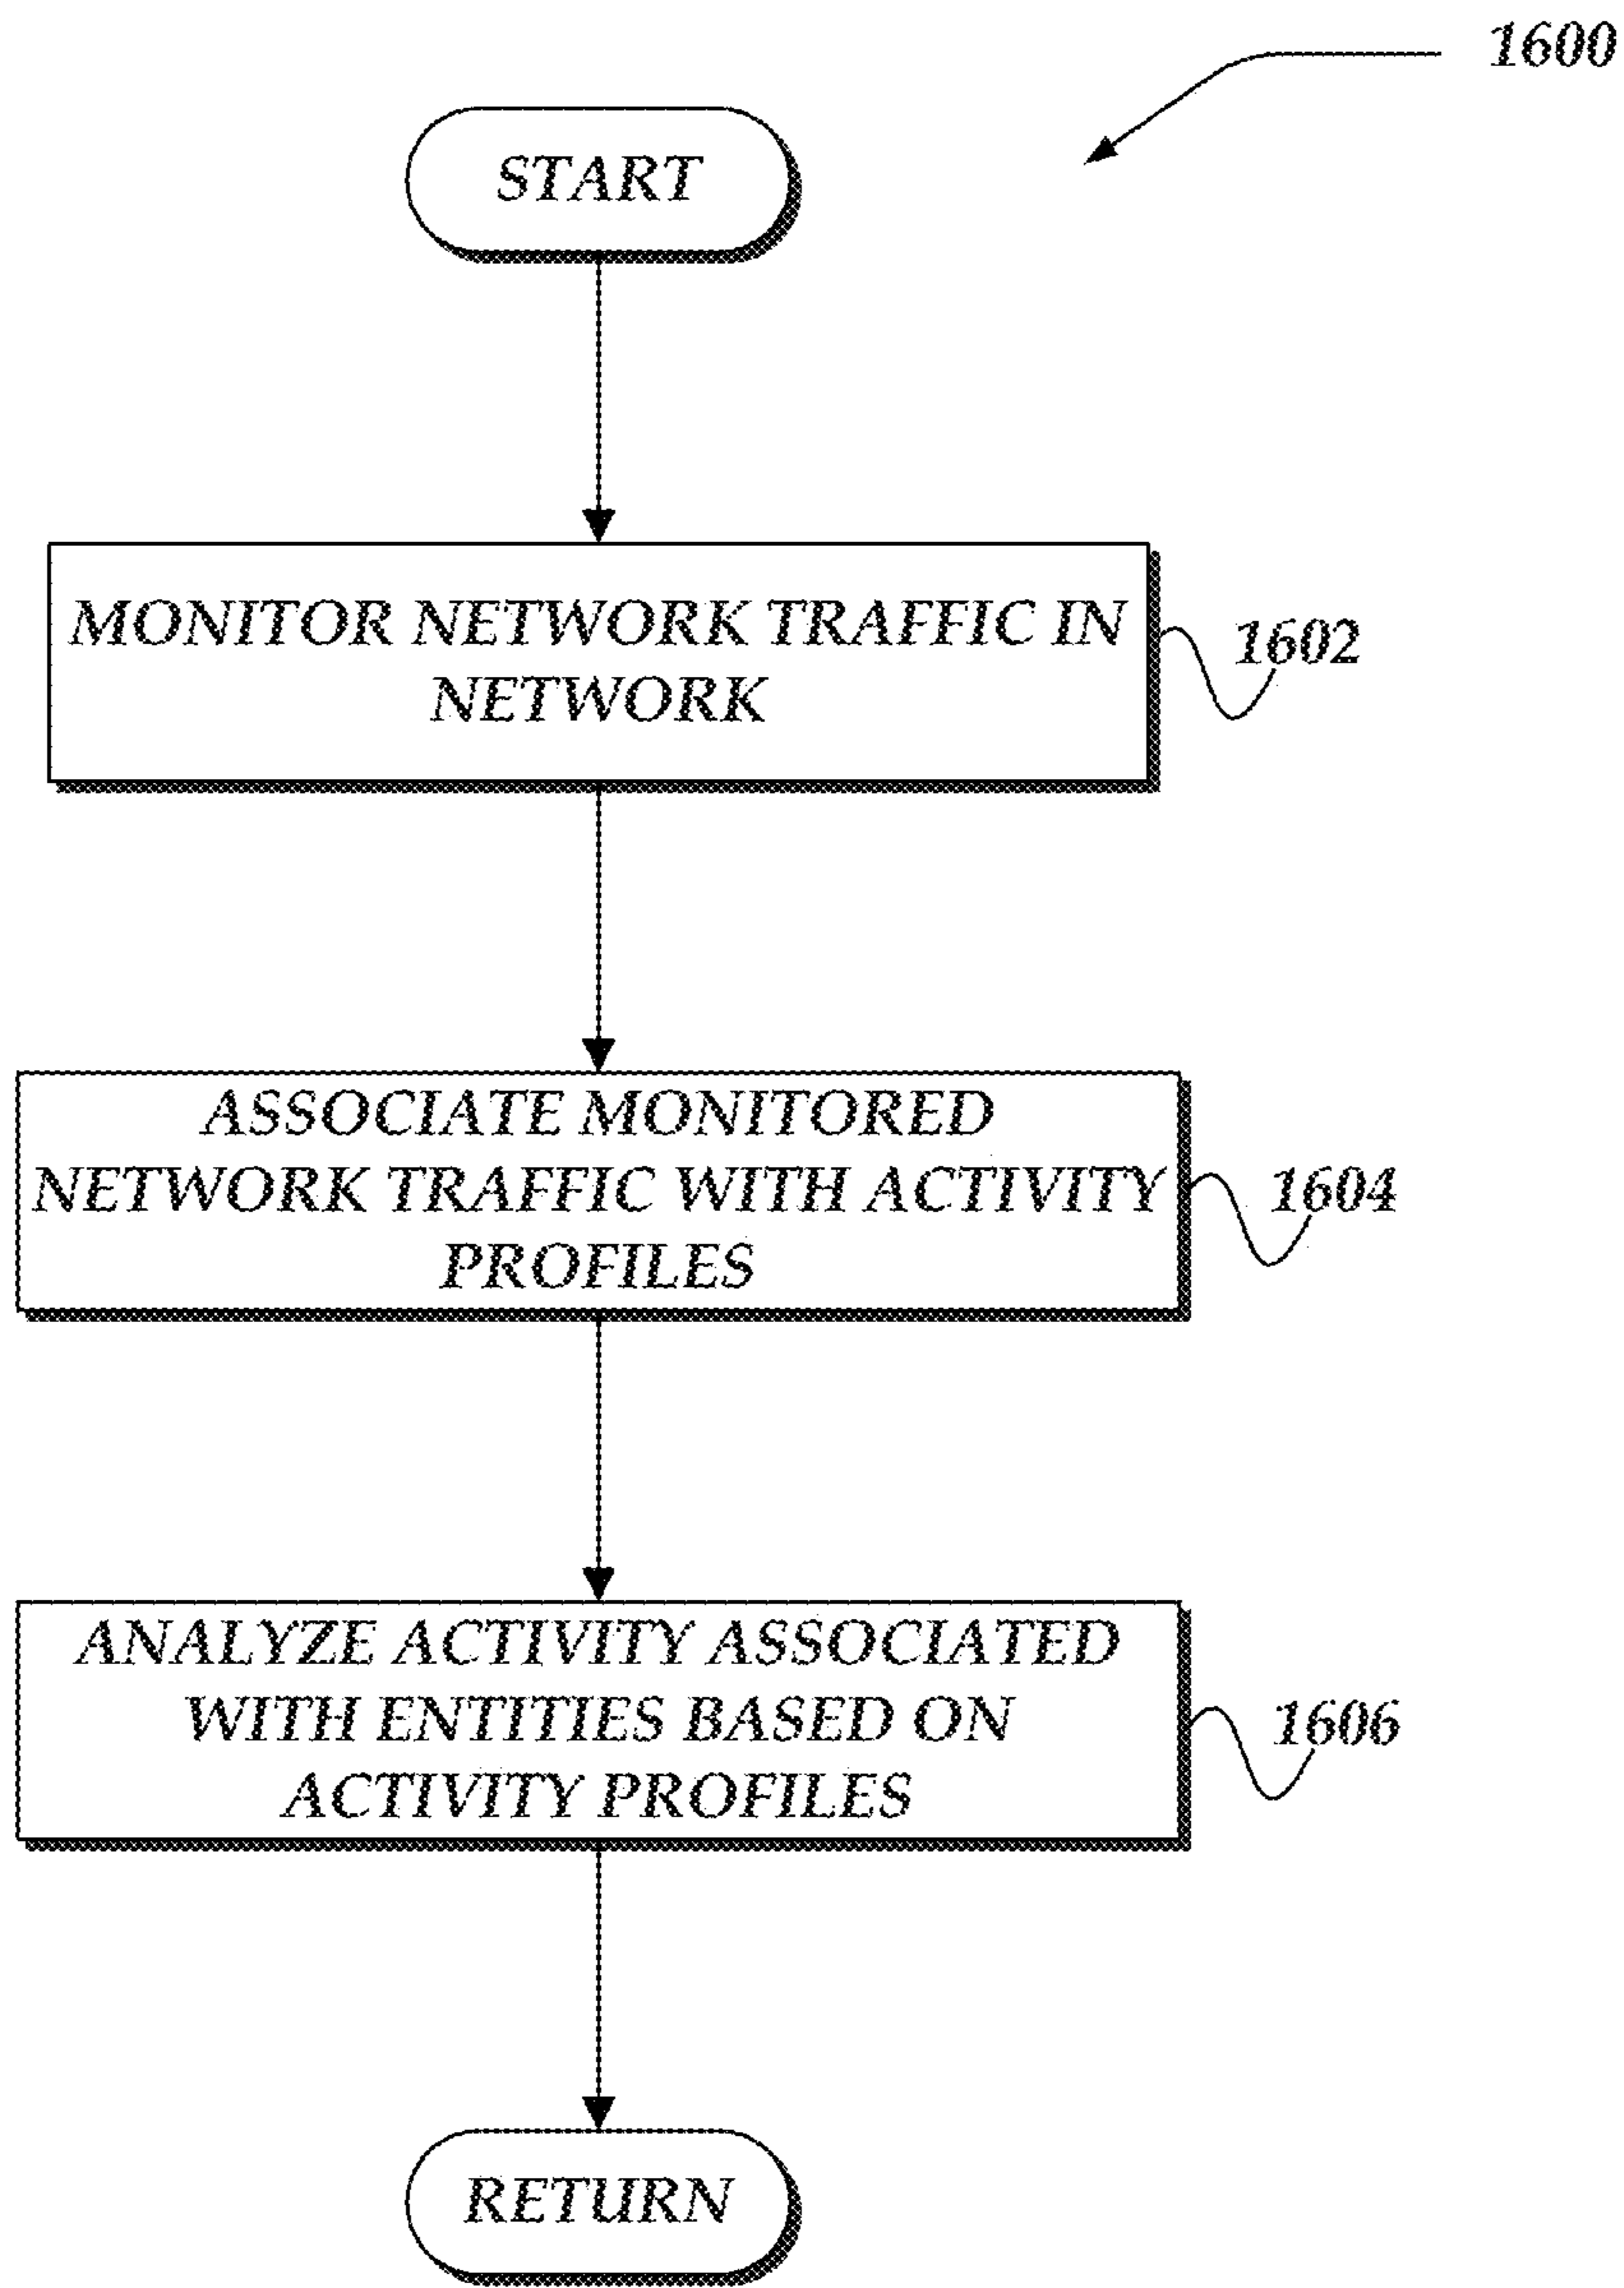 1600
START
MONITOR NETWORK TRAFFIC IN
NETWORK
1602
ASSOCIATE MONITORED
NETWORK TRAFFIC WITH ACTIVITY
PROFILES
1604
ANALYZE ACTIVITY ASSOCIATED
WITH ENTITIES BASED ON
ACTIVITY PROFILES
1606
RETURN